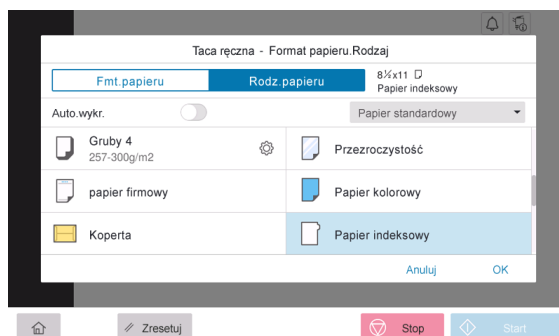 Taca ręczna - Format papieru.Rodzaj
Fmt.papieru
Rodz.papieru
8½x11
Papier indeksowy
Auto.wykr.
Papier standardowy
Gruby 4
257-300g/m2
Przezroczystość
papier firmowy
Papier kolorowy
Koperta
Papier indeksowy
Anuluj
OK
Zresetuj
Stop
Start